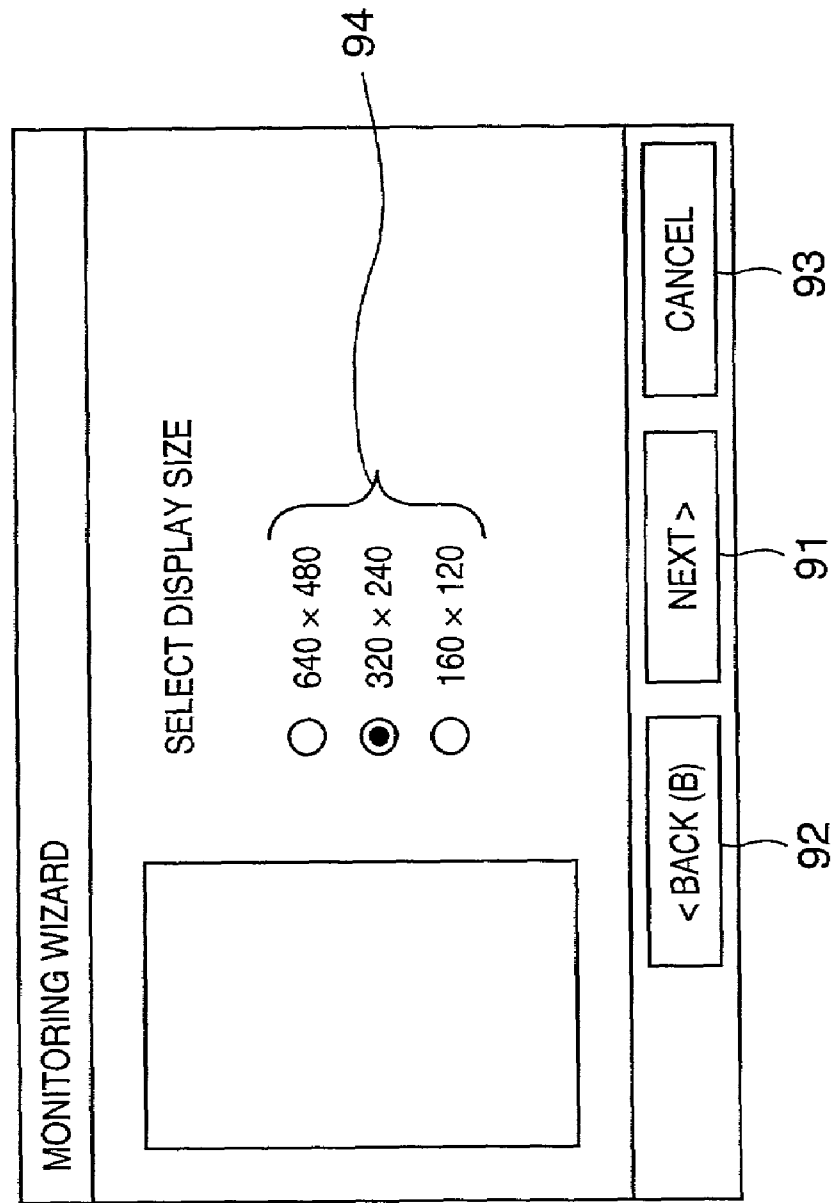 MONITORING WIZARD
SELECT DISPLAY SIZE
640 × 480
320 × 240
160 × 120
94
< BACK (B)
NEXT >
CANCEL
92
91
93